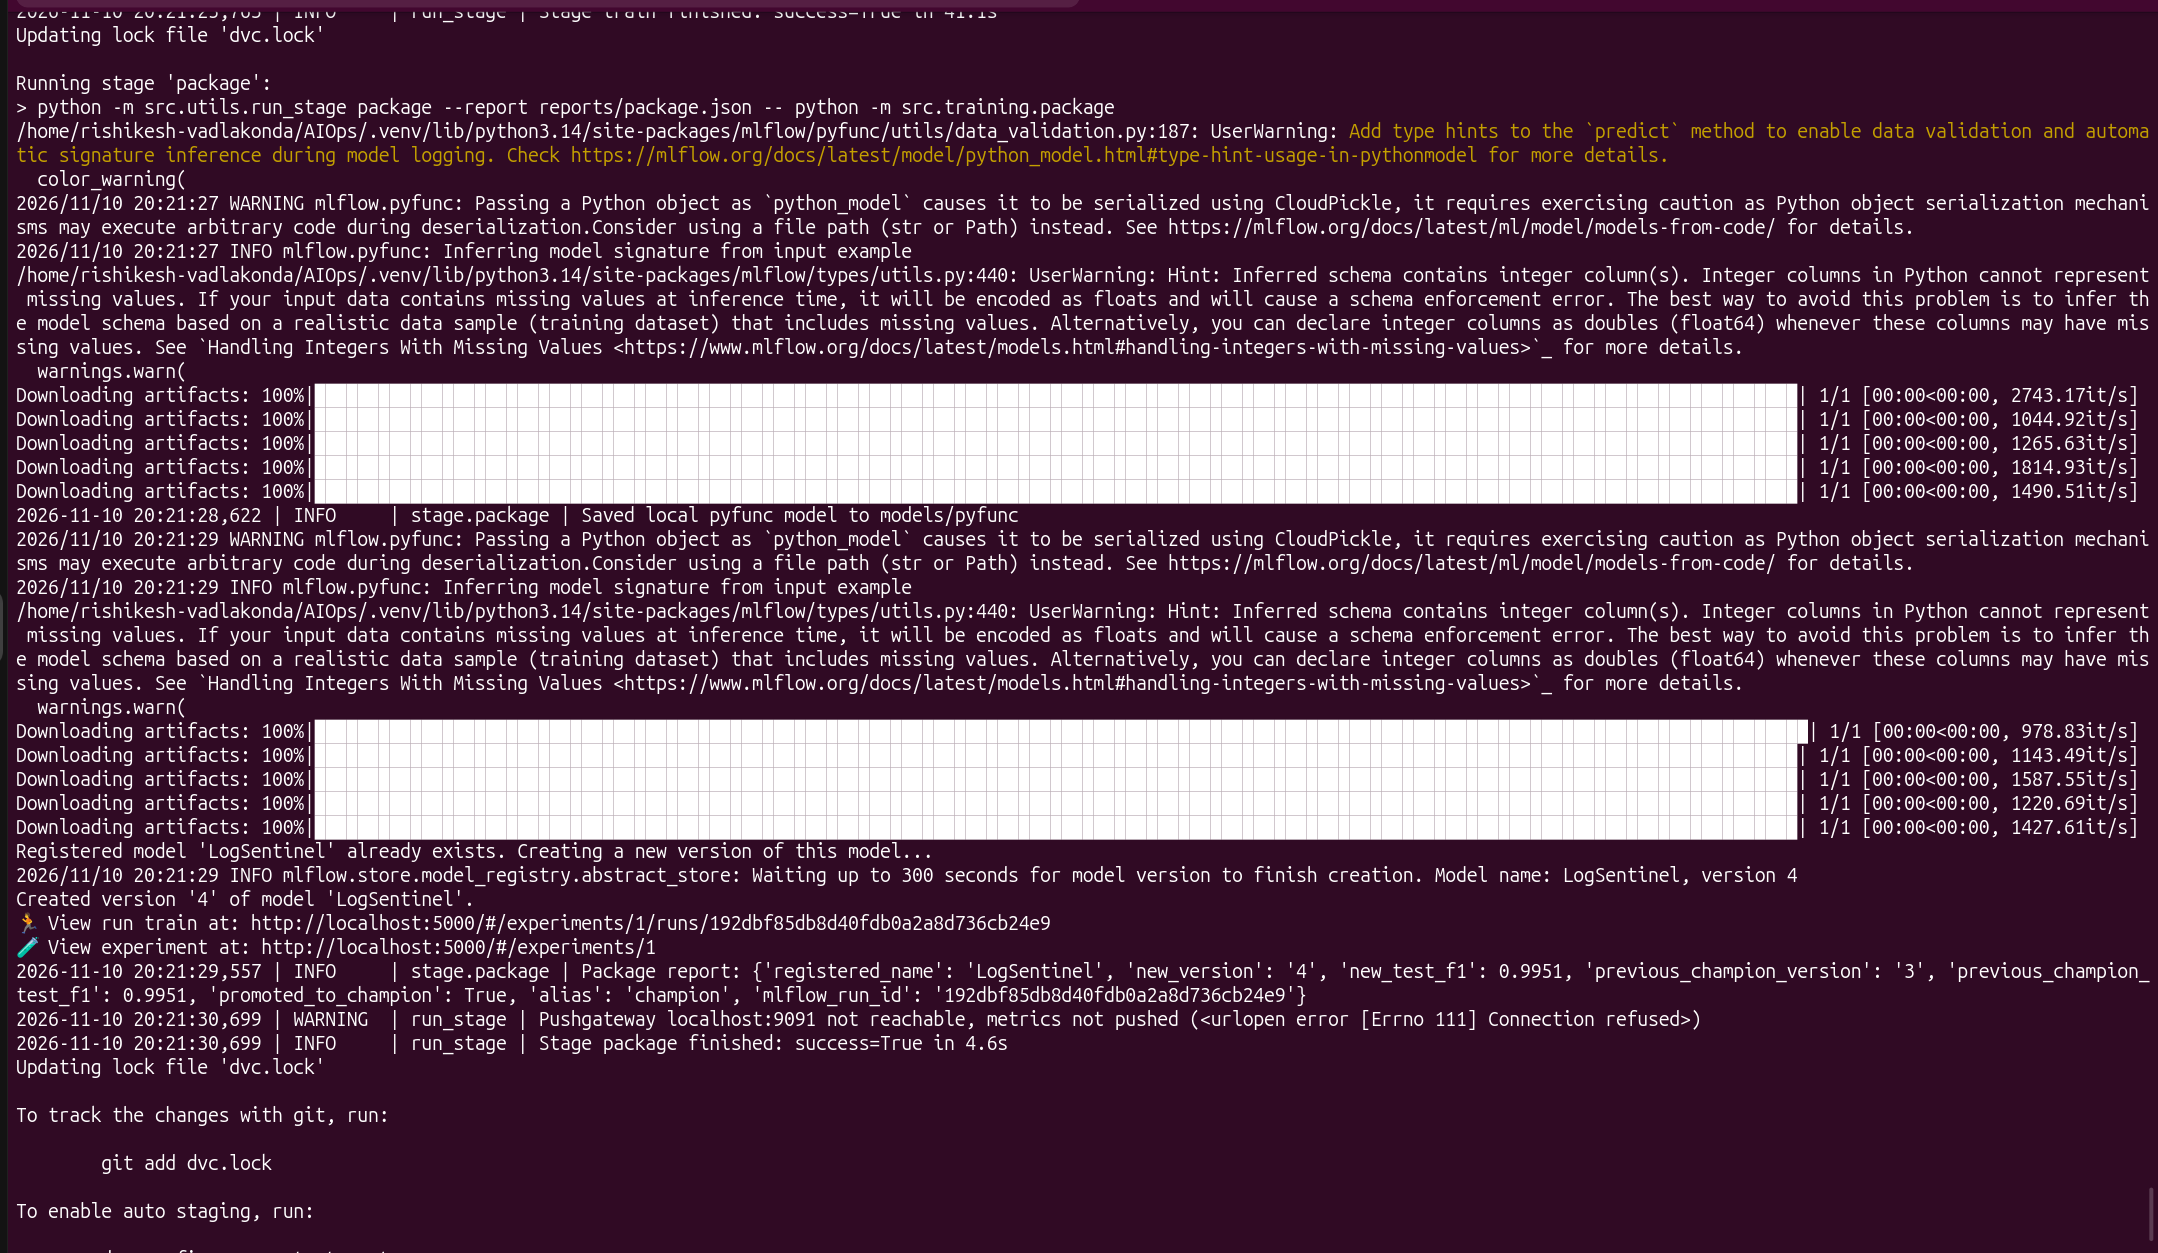 2026-11-10 20:21:25,763 | INFO     | run_stage | Stage train finished: success=True in 41.1s
Updating lock file 'dvc.lock'
Running stage 'package':
> python -m src.utils.run_stage package --report reports/package.json -- python -m src.training.package
/home/rishikesh-vadlakonda/AIOps/.venv/lib/python3.14/site-packages/mlflow/pyfunc/utils/data_validation.py:187: UserWarning: Add type hints to the `predict` method to enable data validation and automa
tic signature inference during model logging. Check https://mlflow.org/docs/latest/model/python_model.html#type-hint-usage-in-pythonmodel for more details.
  color_warning(
2026/11/10 20:21:27 WARNING mlflow.pyfunc: Passing a Python object as `python_model` causes it to be serialized using CloudPickle, it requires exercising caution as Python object serialization mechani
sms may execute arbitrary code during deserialization.Consider using a file path (str or Path) instead. See https://mlflow.org/docs/latest/ml/model/models-from-code/ for details.
2026/11/10 20:21:27 INFO mlflow.pyfunc: Inferring model signature from input example
/home/rishikesh-vadlakonda/AIOps/.venv/lib/python3.14/site-packages/mlflow/types/utils.py:440: UserWarning: Hint: Inferred schema contains integer column(s). Integer columns in Python cannot represent
 missing values. If your input data contains missing values at inference time, it will be encoded as floats and will cause a schema enforcement error. The best way to avoid this problem is to infer th
e model schema based on a realistic data sample (training dataset) that includes missing values. Alternatively, you can declare integer columns as doubles (float64) whenever these columns may have mis
sing values. See `Handling Integers With Missing Values <https://www.mlflow.org/docs/latest/models.html#handling-integers-with-missing-values>`_ for more details.
  warnings.warn(
Downloading artifacts: 100%| | 1/1 [00:00<00:00, 2743.17it/s]
Downloading artifacts: 100%| | 1/1 [00:00<00:00, 1044.92it/s]
Downloading artifacts: 100%| | 1/1 [00:00<00:00, 1265.63it/s]
Downloading artifacts: 100%| | 1/1 [00:00<00:00, 1814.93it/s]
Downloading artifacts: 100%| | 1/1 [00:00<00:00, 1490.51it/s]
2026-11-10 20:21:28,622 | INFO     | stage.package | Saved local pyfunc model to models/pyfunc
2026/11/10 20:21:29 WARNING mlflow.pyfunc: Passing a Python object as `python_model` causes it to be serialized using CloudPickle, it requires exercising caution as Python object serialization mechani
sms may execute arbitrary code during deserialization.Consider using a file path (str or Path) instead. See https://mlflow.org/docs/latest/ml/model/models-from-code/ for details.
2026/11/10 20:21:29 INFO mlflow.pyfunc: Inferring model signature from input example
/home/rishikesh-vadlakonda/AIOps/.venv/lib/python3.14/site-packages/mlflow/types/utils.py:440: UserWarning: Hint: Inferred schema contains integer column(s). Integer columns in Python cannot represent
 missing values. If your input data contains missing values at inference time, it will be encoded as floats and will cause a schema enforcement error. The best way to avoid this problem is to infer th
e model schema based on a realistic data sample (training dataset) that includes missing values. Alternatively, you can declare integer columns as doubles (float64) whenever these columns may have mis
sing values. See `Handling Integers With Missing Values <https://www.mlflow.org/docs/latest/models.html#handling-integers-with-missing-values>`_ for more details.
  warnings.warn(
Downloading artifacts: 100%| | 1/1 [00:00<00:00, 978.83it/s]
Downloading artifacts: 100%| | 1/1 [00:00<00:00, 1143.49it/s]
Downloading artifacts: 100%| | 1/1 [00:00<00:00, 1587.55it/s]
Downloading artifacts: 100%| | 1/1 [00:00<00:00, 1220.69it/s]
Downloading artifacts: 100%| | 1/1 [00:00<00:00, 1427.61it/s]
Registered model 'LogSentinel' already exists. Creating a new version of this model...
2026/11/10 20:21:29 INFO mlflow.store.model_registry.abstract_store: Waiting up to 300 seconds for model version to finish creation. Model name: LogSentinel, version 4
Created version '4' of model 'LogSentinel'.
🏃 View run train at: http://localhost:5000/#/experiments/1/runs/192dbf85db8d40fdb0a2a8d736cb24e9
🧪 View experiment at: http://localhost:5000/#/experiments/1
2026-11-10 20:21:29,557 | INFO     | stage.package | Package report: {'registered_name': 'LogSentinel', 'new_version': '4', 'new_test_f1': 0.9951, 'previous_champion_version': '3', 'previous_champion_
test_f1': 0.9951, 'promoted_to_champion': True, 'alias': 'champion', 'mlflow_run_id': '192dbf85db8d40fdb0a2a8d736cb24e9'}
2026-11-10 20:21:30,699 | WARNING  | run_stage | Pushgateway localhost:9091 not reachable, metrics not pushed (<urlopen error [Errno 111] Connection refused>)
2026-11-10 20:21:30,699 | INFO     | run_stage | Stage package finished: success=True in 4.6s
Updating lock file 'dvc.lock'
To track the changes with git, run:
        git add dvc.lock
To enable auto staging, run: